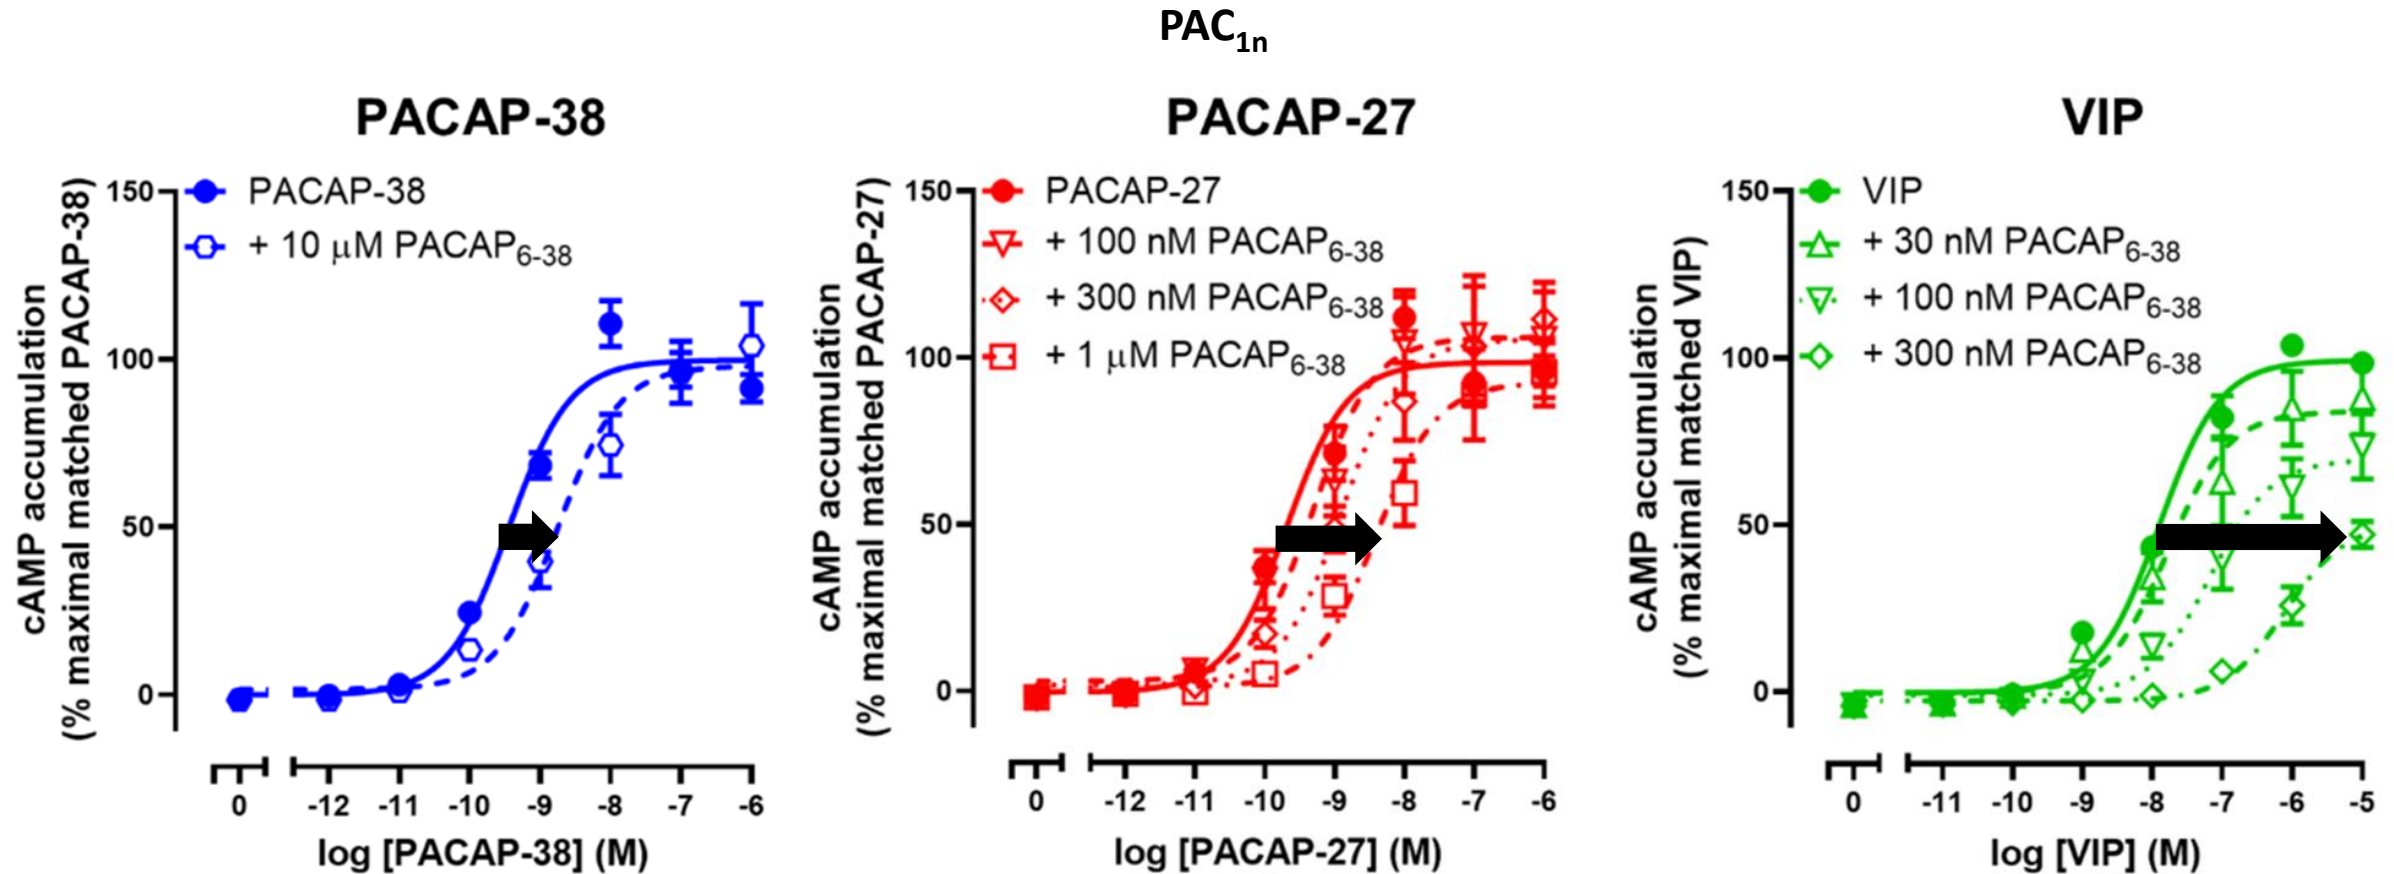 PAC1n
PACAP-38
cAMP accumulation
(% maximal matched PACAP-38)
150
100
50
0
PACAP-38
+ 10 μM PACAP6-38
0 -12 -11 -10 -9 -8 -7 -6
log [PACAP-38] (M)
PACAP-27
cAMP accumulation
(% maximal matched PACAP-27)
150
100
50
0
PACAP-27
+ 100 nM PACAP6-38
+ 300 nM PACAP6-38
+ 1 μM PACAP6-38
0 -12 -11 -10 -9 -8 -7 -6
log [PACAP-27] (M)
VIP
cAMP accumulation
(% maximal matched VIP)
150
100
50
0
VIP
+ 30 nM PACAP6-38
+ 100 nM PACAP6-38
+ 300 nM PACAP6-38
0 -11 -10 -9 -8 -7 -6 -5
log [VIP] (M)